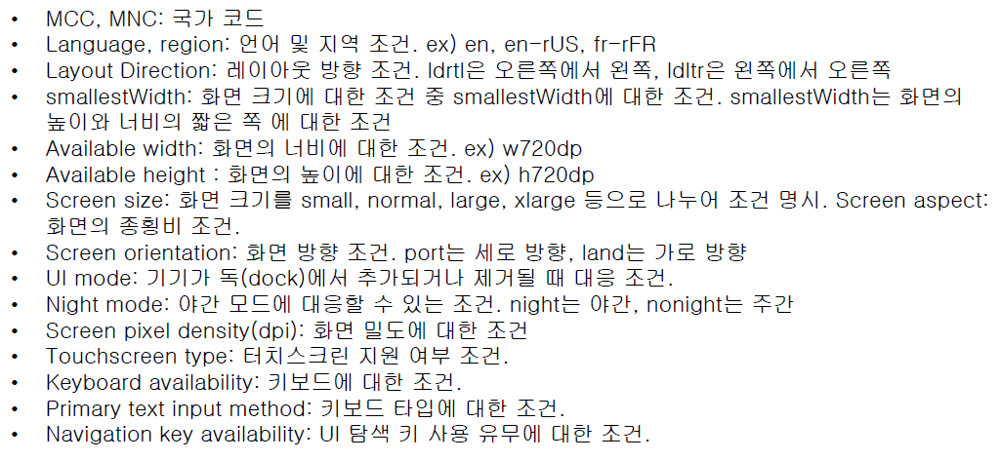 • MCC, MNC: 국가 코드
• Language, region: 언어 및 지역 조건. ex) en, en-rUS, fr-rFR
• Layout Direction: 레이아웃 방향 조건. ldrtl은 오른쪽에서 왼쪽, ldltr은 왼쪽에서 오른쪽
• smallestWidth: 화면 크기에 대한 조건 중 smallestWidth에 대한 조건. smallestWidth는 화면의
높이와 너비의 짧은 쪽 에 대한 조건
• Available width: 화면의 너비에 대한 조건. ex) w720dp
• Available height : 화면의 높이에 대한 조건. ex) h720dp
• Screen size: 화면 크기를 small, normal, large, xlarge 등으로 나누어 조건 명시. Screen aspect:
화면의 종횡비 조건.
• Screen orientation: 화면 방향 조건. port는 세로 방향, land는 가로 방향
• UI mode: 기기가 독(dock)에서 추가되거나 제거될 때 대응 조건.
• Night mode: 야간 모드에 대응할 수 있는 조건. night는 야간, nonight는 주간
• Screen pixel density(dpi): 화면 밀도에 대한 조건
• Touchscreen type: 터치스크린 지원 여부 조건.
• Keyboard availability: 키보드에 대한 조건.
• Primary text input method: 키보드 타입에 대한 조건.
• Navigation key availability: UI 탐색 키 사용 유무에 대한 조건.